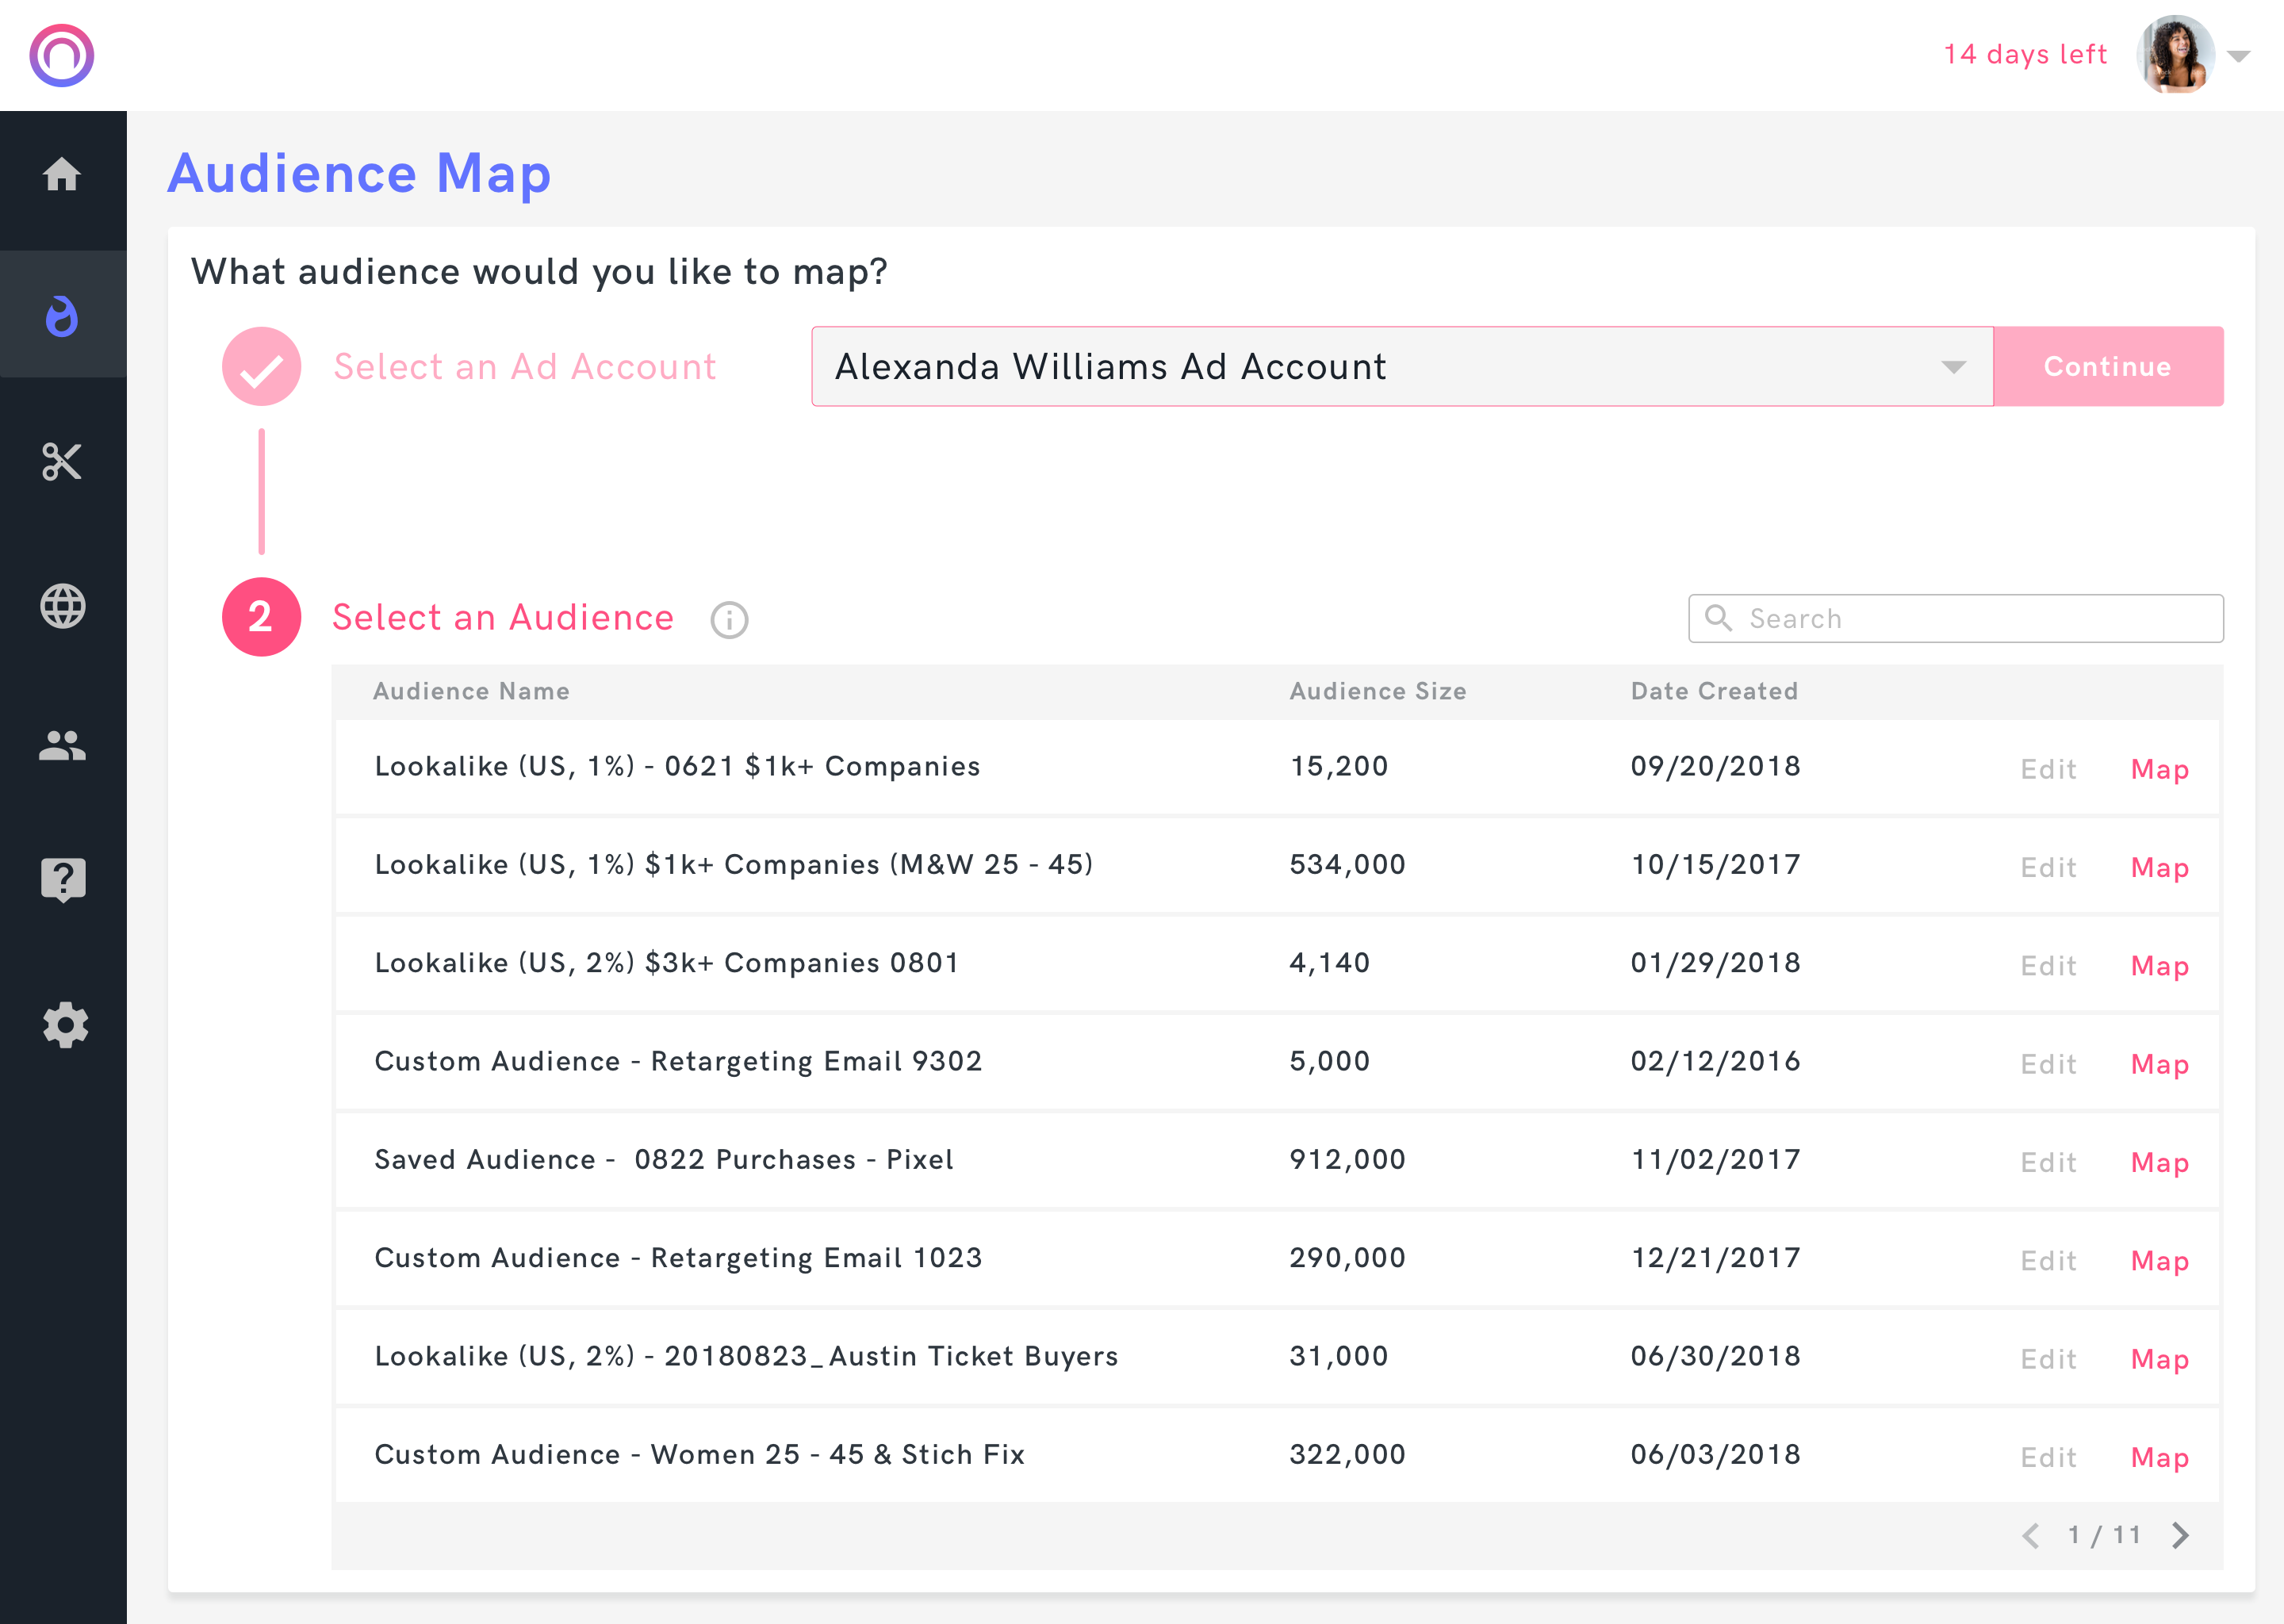 14 days left
Audience Map
What audience would you like to map?
Select an Ad Account Alexanda Williams Ad Account Continue
2 Select an Audience Search
Audience Name Audience Size Date Created
Lookalike (US, 1%) - 0621 $1k+ Companies 15,200 09/20/2018 Edit Map
Lookalike (US, 1%) $1k+ Companies (M&W 25 - 45) 534,000 10/15/2017 Edit Map
Lookalike (US, 2%) $3k+ Companies 0801 4,140 01/29/2018 Edit Map
Custom Audience - Retargeting Email 9302 5,000 02/12/2016 Edit Map
Saved Audience - 0822 Purchases - Pixel 912,000 11/02/2017 Edit Map
Custom Audience - Retargeting Email 1023 290,000 12/21/2017 Edit Map
Lookalike (US, 2%) - 20180823_Austin Ticket Buyers 31,000 06/30/2018 Edit Map
Custom Audience - Women 25 - 45 & Stich Fix 322,000 06/03/2018 Edit Map
1 / 11